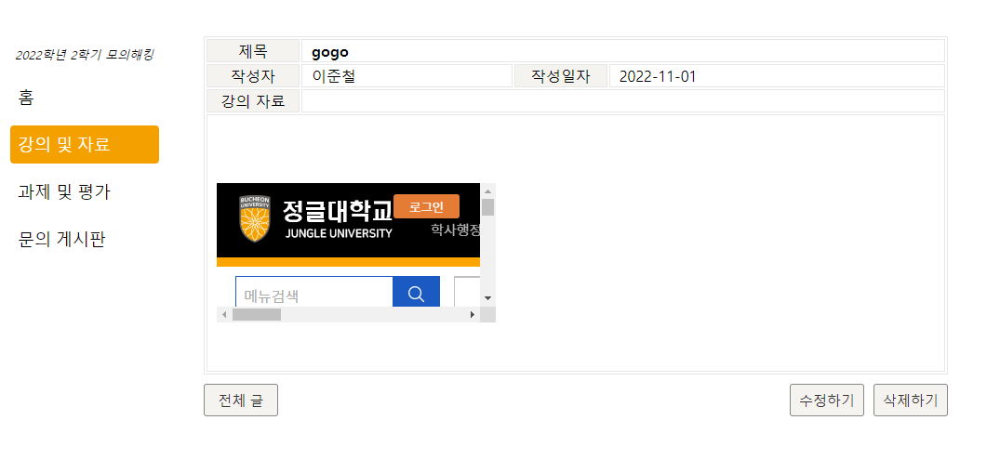 2022학년 2학기 모의해킹
홈
강의 및 자료
과제 및 평가
문의 게시판
제목 gogo
작성자 이준철 작성일자 2022-11-01
강의 자료
BUCHEON
UNIVERSITY
정글대학교
JUNGLE UNIVERSITY
로그인
학사행정
메뉴검색
전체 글 수정하기 삭제하기